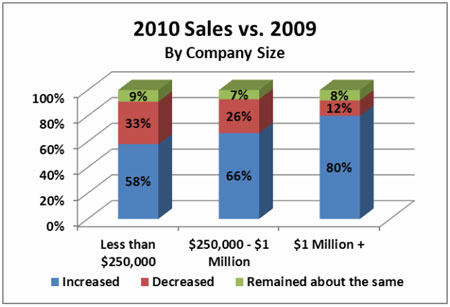 2010 Sales vs. 2009
By Company Size
100%
80%
60%
40%
20%
0%
9% 7% 8%
33% 26% 12%
58% 66% 80%
Less than $250,000 - $1 $1 Million +
$250,000 Million
Increased Decreased Remained about the same